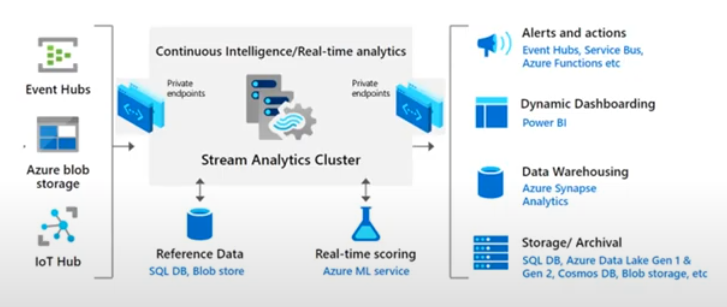 Continuous Intelligence/Real-time analytics
Event Hubs
Azure blob
storage
IoT Hub
Private
endpoints
Private
endpoints
Stream Analytics Cluster
Reference Data
SQL DB, Blob store
Real-time scoring
Azure ML service
Alerts and actions
Event Hubs, Service Bus,
Azure Functions etc
Dynamic Dashboarding
Power BI
Data Warehousing
Azure Synapse
Analytics
Storage/ Archival
SQL DB, Azure Data Lake Gen 1 &
Gen 2, Cosmos DB, Blob storage, etc